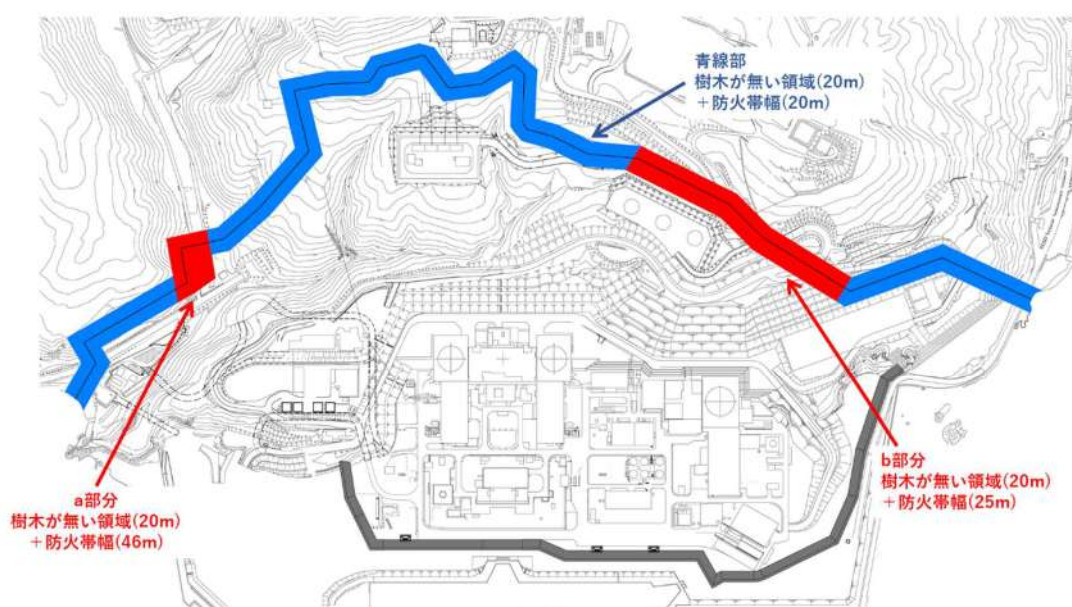 青線部
樹木が無い領域(20m)
＋防火帯幅(20m)
a部分
樹木が無い領域(20m)
＋防火帯幅(46m)
b部分
樹木が無い領域(20m)
＋防火帯幅(25m)